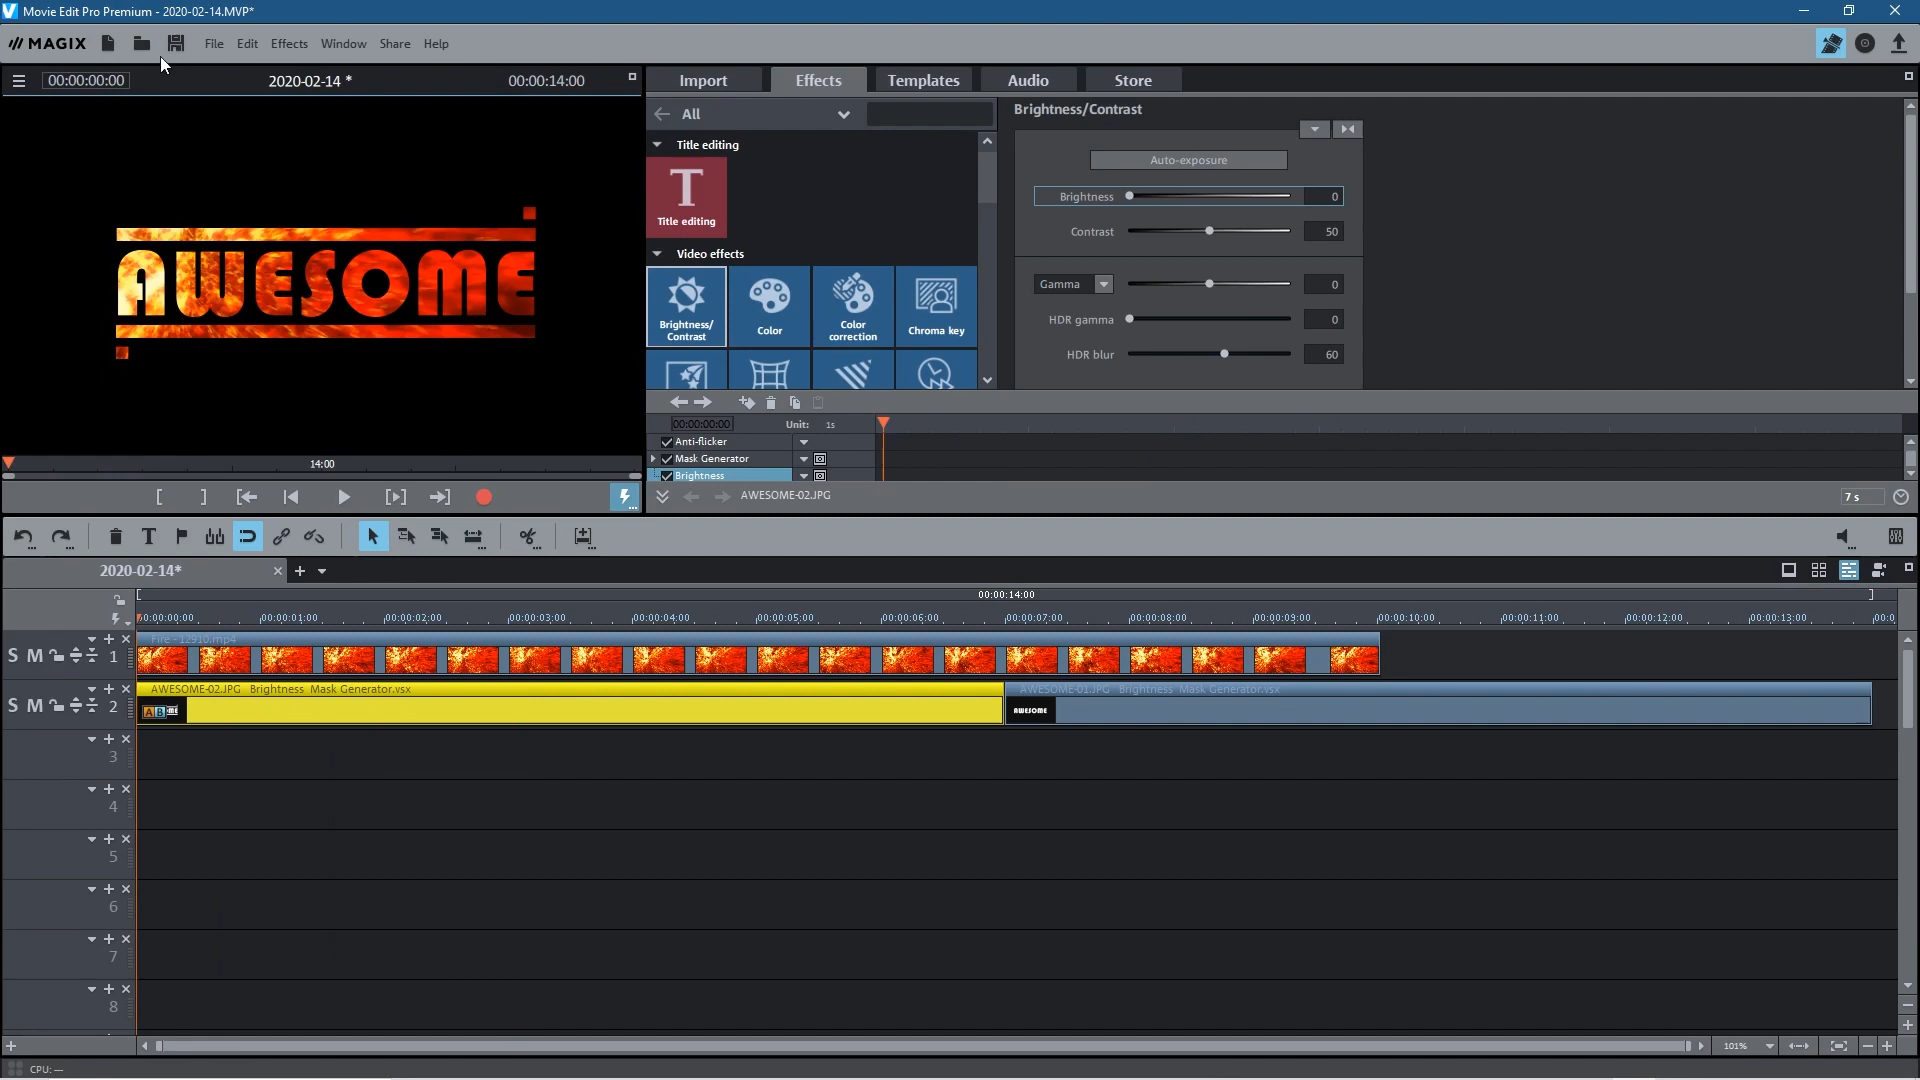 Movie Edit Pro Premium - 2020-02-14.MVP*
MAGIX File Edit Effects Window Share Help
00:00:00:00 2020-02-14 * 00:00:14:00
Import Effects Templates Audio Store
All
Brightness/Contrast
Title editing
T
Title editing
Auto-exposure
Brightness 0
Contrast 50
Video effects
Gamma 0
HDR gamma 0
HDR blur 60
Brightness/
Contrast
Color
Color
correction
Chroma key
AWESOME
00:00:00:00 Unit: 1s
Anti-flicker
Mask Generator
Brightness
14:00
AWESOME-02.JPG 7 s
2020-02-14*
00:00:14:00
00:00:00:00 00:00:01:00 00:00:02:00 00:00:03:00 00:00:04:00 00:00:05:00 00:00:06:00 00:00:07:00 00:00:08:00 00:00:09:00 00:00:10:00 00:00:11:00 00:00:12:00 00:00:13:00 00:0
Fire - 12910.mp4
S M 1
AWESOME-02.JPG Brightness Mask Generator.vsx AWESOME-01.JPG Brightness Mask Generator.vsx
S M 2
AWESOME
3
4
5
6
7
8
101%
CPU: —